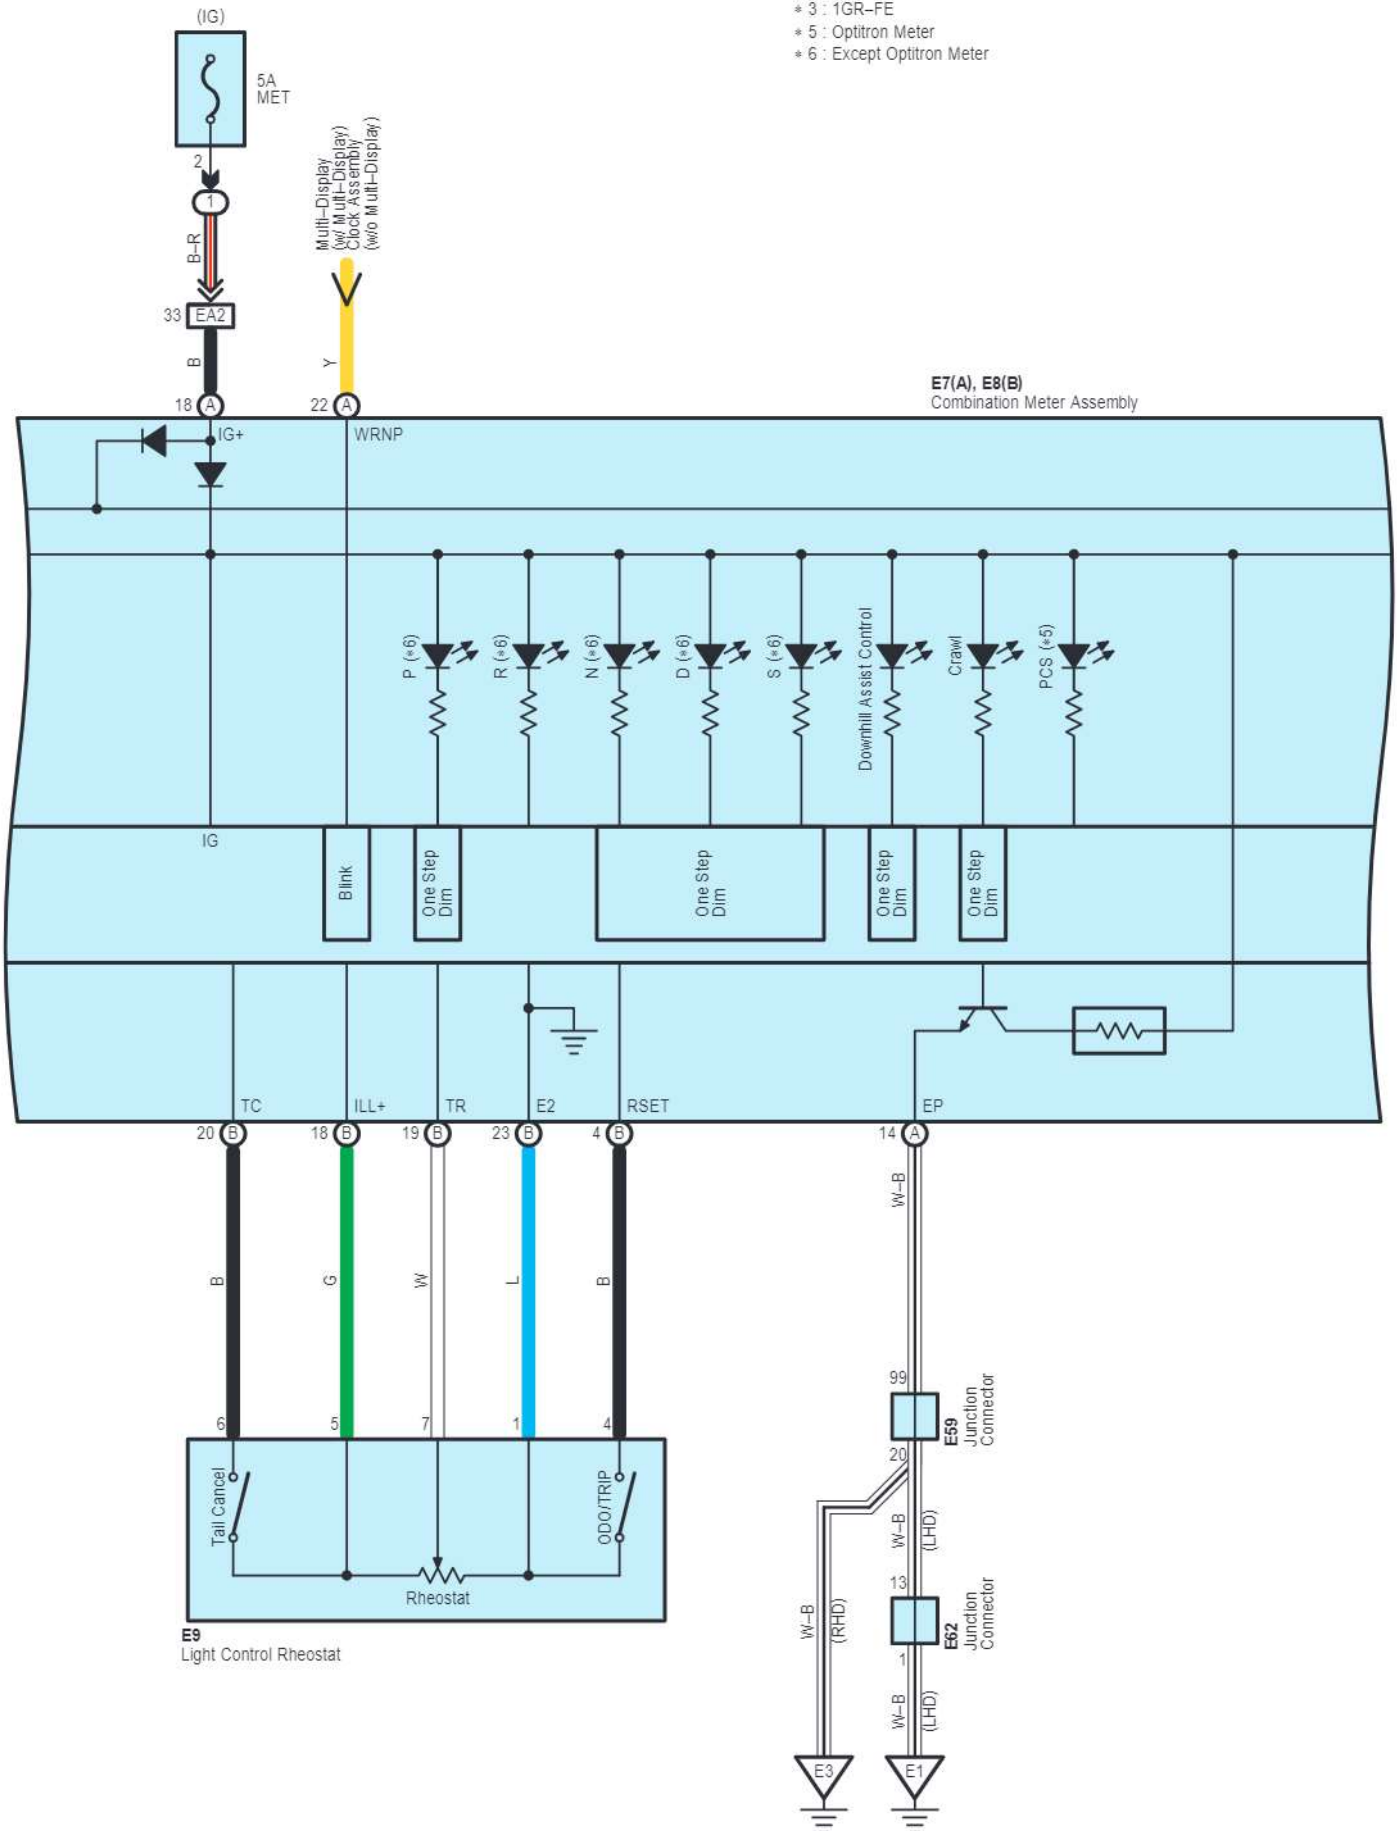 (IG)
5A
MET
2
1
B–R
33
EA2
B
18
A
∗ 3 : 1GR–FE
∗ 5 : Optitron Meter
∗ 6 : Except Optitron Meter
Multi–Display
(w/ Multi–Display)
Clock Assembly
(w/o Multi–Display)
Y
22
A
E7(A), E8(B)
Combination Meter Assembly
IG+
WRNP
P (∗6)
R (∗6)
N (∗6)
D (∗6)
S (∗6)
Downhill Assist Control
Crawl
PCS (∗5)
IG
Blink
One Step
Dim
One Step
Dim
One Step
Dim
One Step
Dim
TC
ILL+
TR
E2
RSET
EP
20
B
18
B
19
B
23
B
4
B
14
A
B
G
W
L
B
W–B
6
5
7
1
4
Tail Cancel
Rheostat
ODO/TRIP
E9
Light Control Rheostat
99
E59
Junction
Connector
20
W–B
(LHD)
13
E62
Junction
Connector
1
W–B
(RHD)
W–B
(LHD)
E3
E1